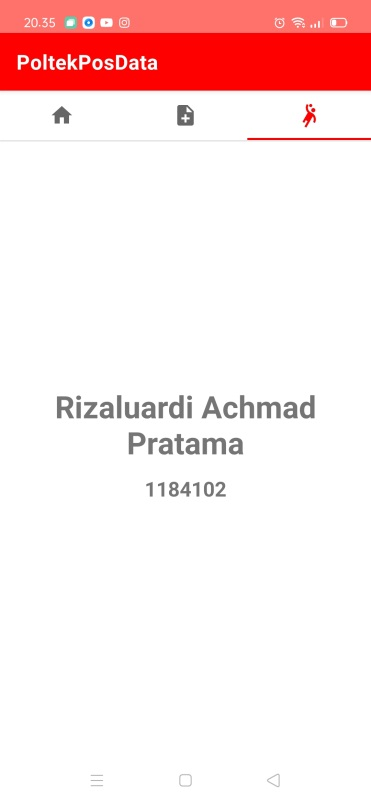 20.35
PoltekPosData
Rizaluardi Achmad
Pratama
1184102